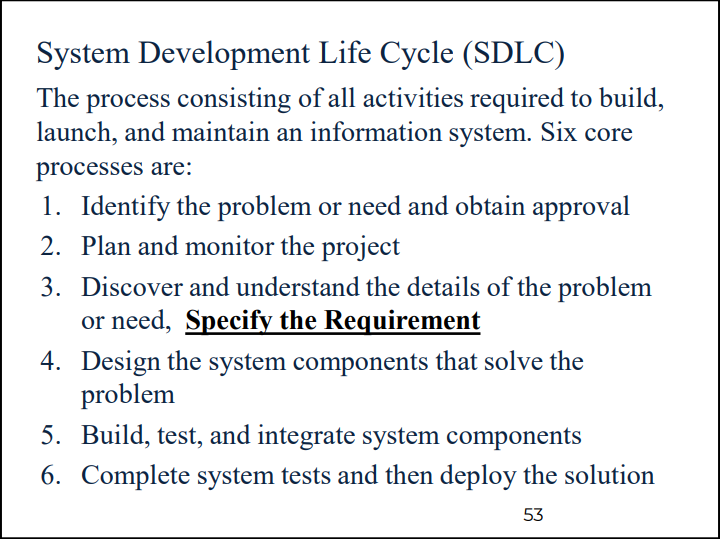 System Development Life Cycle (SDLC)
The process consisting of all activities required to build,
launch, and maintain an information system. Six core
processes are:
1. Identify the problem or need and obtain approval
2. Plan and monitor the project
3. Discover and understand the details of the problem
or need, Specify the Requirement
4. Design the system components that solve the
problem
5. Build, test, and integrate system components
6. Complete system tests and then deploy the solution
53